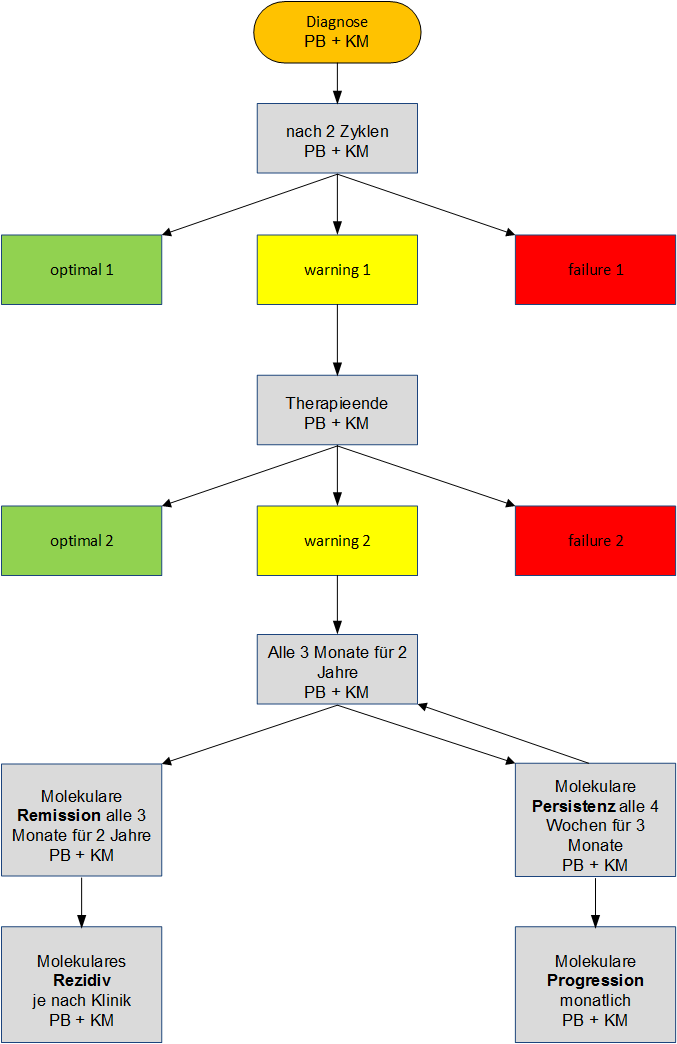 Diagnose
PB + KM
nach 2 Zyklen
PB + KM
optimal 1
warning 1
failure 1
Therapieende
PB + KM
optimal 2
warning 2
failure 2
Alle 3 Monate für 2
Jahre
PB + KM
Molekulare
Remission alle 3
Monate für 2 Jahre
PB + KM
Molekulare
Persistenz alle 4
Wochen für 3
Monate
PB + KM
Molekulares
Rezidiv
je nach Klinik
PB + KM
Molekulare
Progression
monatlich
PB + KM